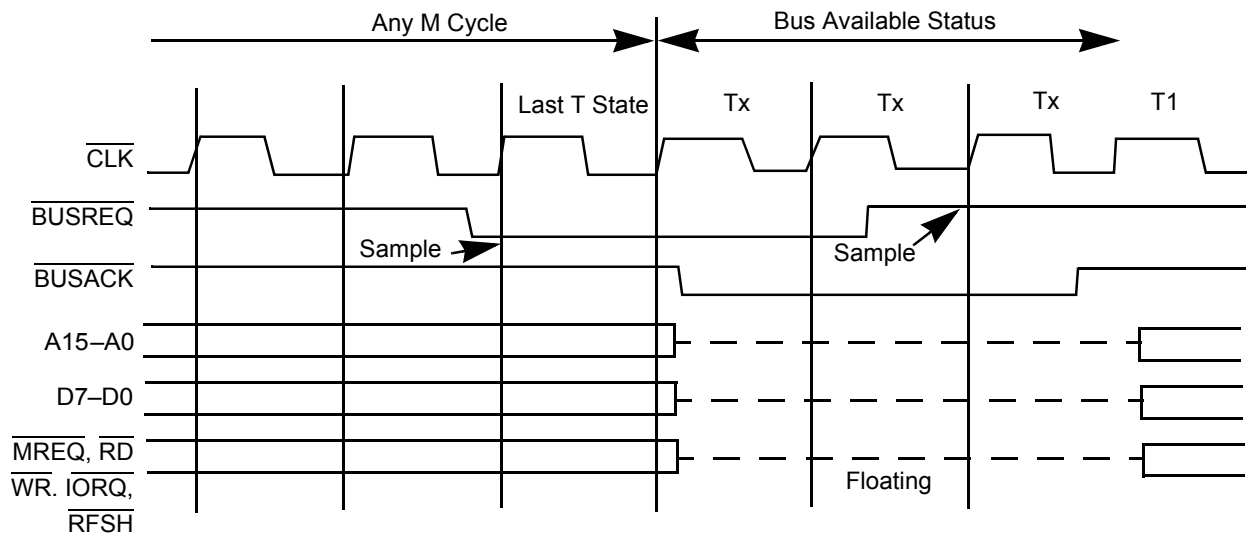 Any M Cycle
Bus Available Status
Last T State
Tx
Tx
Tx
T1
CLK
BUSREQ
Sample
Sample
BUSACK
A15–A0
D7–D0
MREQ, RD
WR. IORQ,
RFSH
Floating